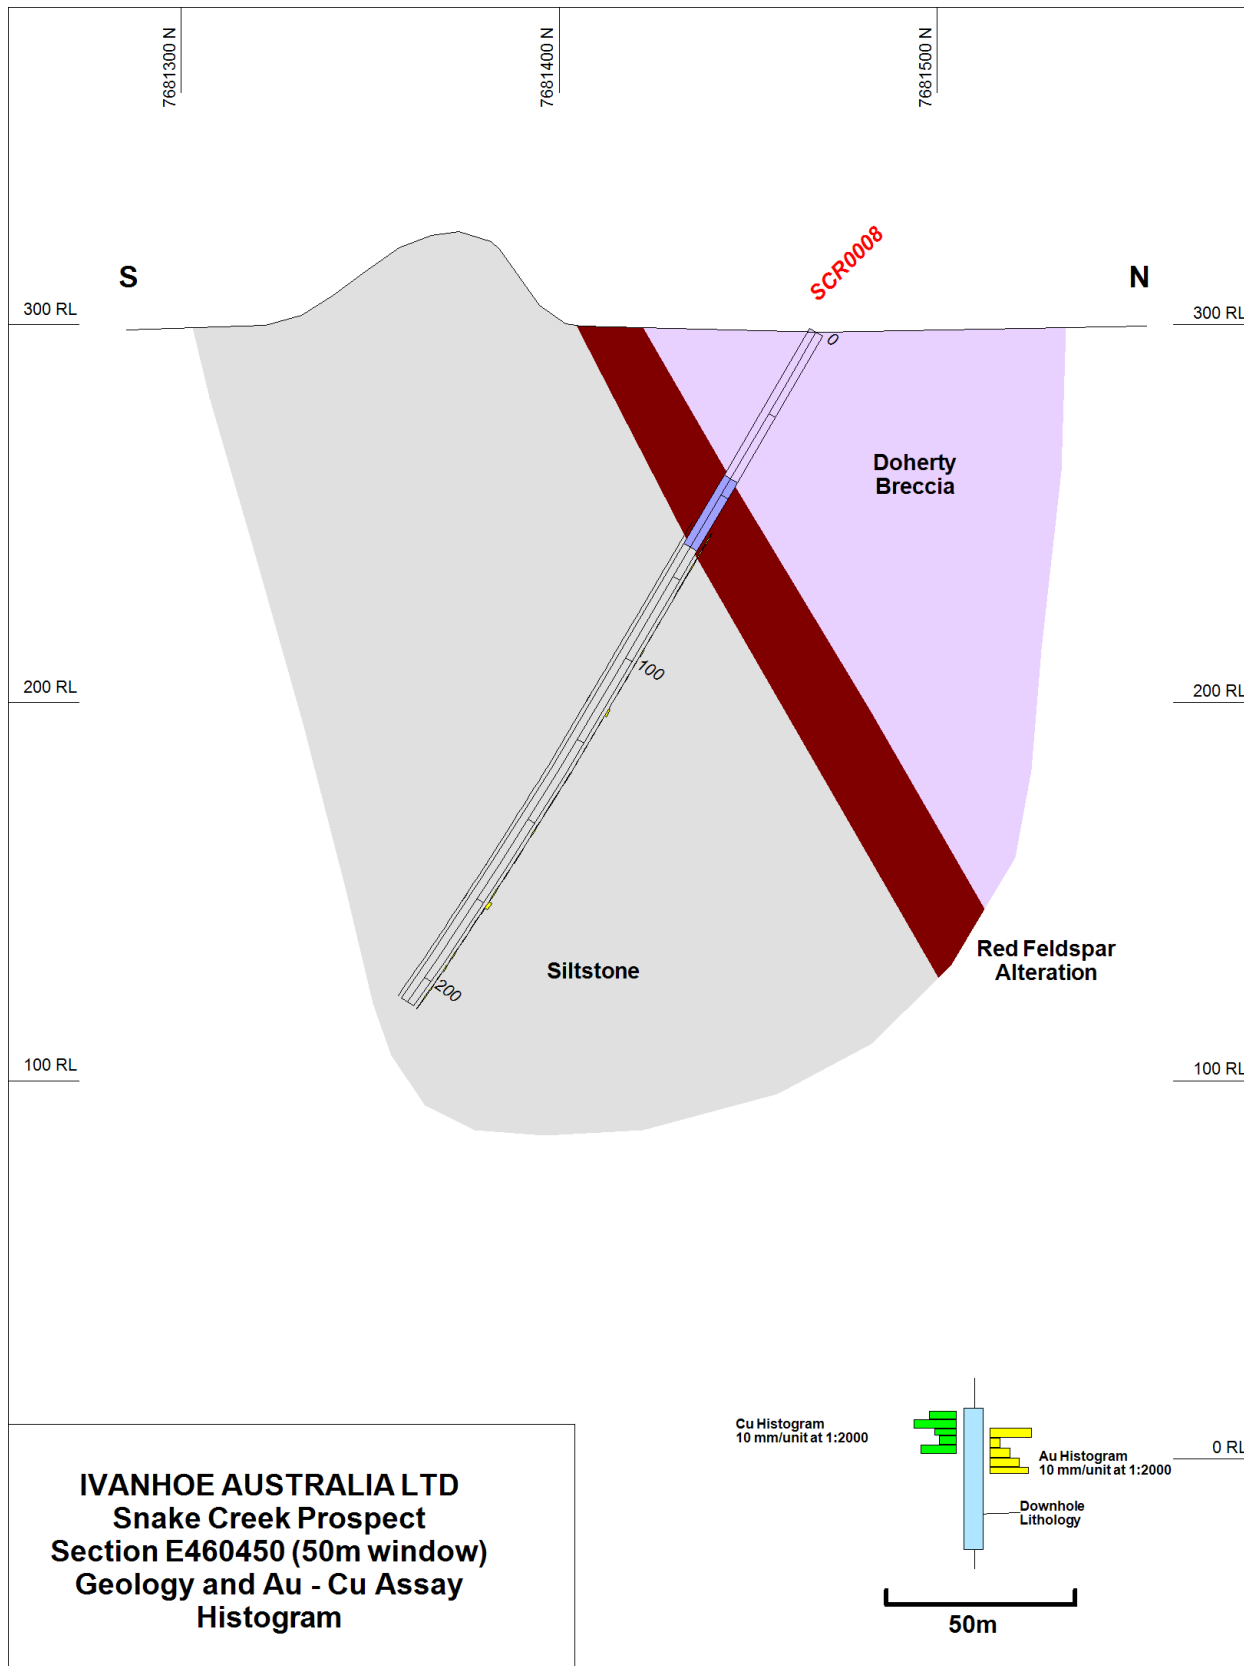 7681300 N
7681400 N
7681500 N
SCR0008
S
N
300 RL
300 RL
0
Doherty
Breccia
100
200 RL
200 RL
Red Feldspar
Alteration
Siltstone
200
100 RL
100 RL
Cu Histogram
10 mm/unit at 1:2000
Au Histogram
10 mm/unit at 1:2000
0 RL
Downhole
Lithology
50m
IVANHOE AUSTRALIA LTD
Snake Creek Prospect
Section E460450 (50m window)
Geology and Au - Cu Assay
Histogram